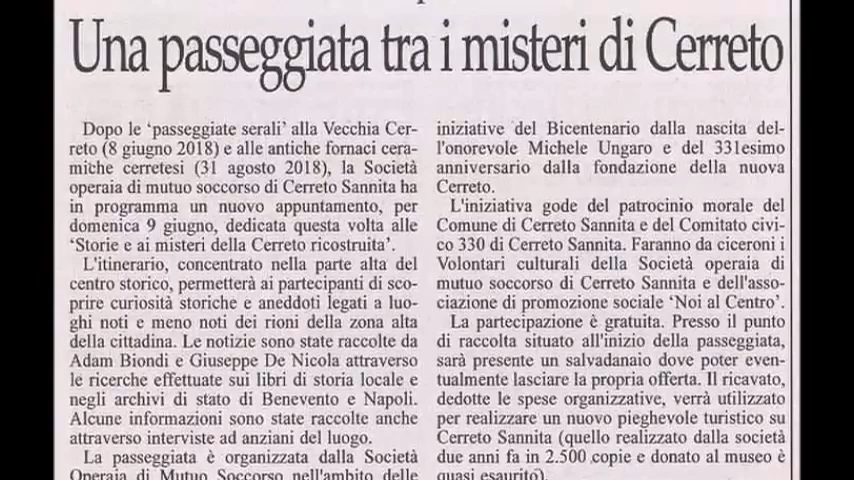 Una passeggiata tra i misteri di Cerreto
Dopo le 'passeggiate serali' alla Vecchia Cer-
reto (8 giugno 2018) e alle antiche fornaci cera-
miche cerretesi (31 agosto 2018), la Società
operaia di mutuo soccorso di Cerreto Sannita ha
in programma un nuovo appuntamento, per
domenica 9 giugno, dedicata questa volta alle
'Storie e ai misteri della Cerreto ricostruita'.
L'itinerario, concentrato nella parte alta del
centro storico, permetterà ai partecipanti di sco-
prire curiosità storiche e aneddoti legati a luo-
ghi noti e meno noti dei rioni della zona alta
della cittadina. Le notizie sono state raccolte da
Adam Biondi e Giuseppe De Nicola attraverso
le ricerche effettuate sui libri di storia locale e
negli archivi di stato di Benevento e Napoli.
Alcune informazioni sono state raccolte anche
attraverso interviste ad anziani del luogo.
La passeggiata è organizzata dalla Società
Operaia di Mutuo Soccorso nell'ambito delle
iniziative del Bicentenario dalla nascita del-
l'onorevole Michele Ungaro e del 331esimo
anniversario dalla fondazione della nuova
Cerreto.
L'iniziativa gode del patrocinio morale del
Comune di Cerreto Sannita e del Comitato civi-
co 330 di Cerreto Sannita. Faranno da ciceroni i
Volontari culturali della Società operaia di
mutuo soccorso di Cerreto Sannita e dell'asso-
ciazione di promozione sociale 'Noi al Centro'.
La partecipazione è gratuita. Presso il punto
di raccolta situato all'inizio della passeggiata,
sarà presente un salvadanaio dove poter even-
tualmente lasciare la propria offerta. Il ricavato,
dedotte le spese organizzative, verrà utilizzato
per realizzare un nuovo pieghevole turistico su
Cerreto Sannita (quello realizzato dalla società
due anni fa in 2.500 copie e donato al museo è
quasi esaurito).